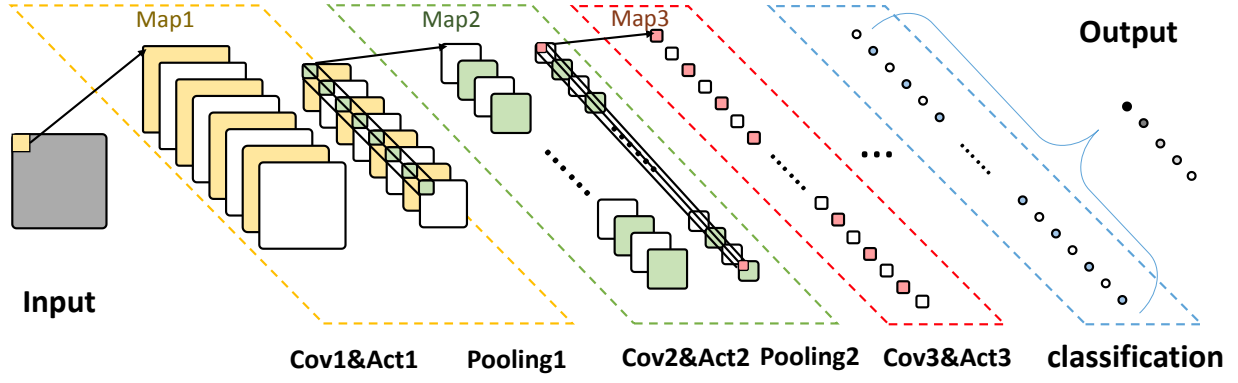 Map1
Map2
Map3
Output
Input
Cov1&Act1
Pooling1
Cov2&Act2
Pooling2
Cov3&Act3
classification